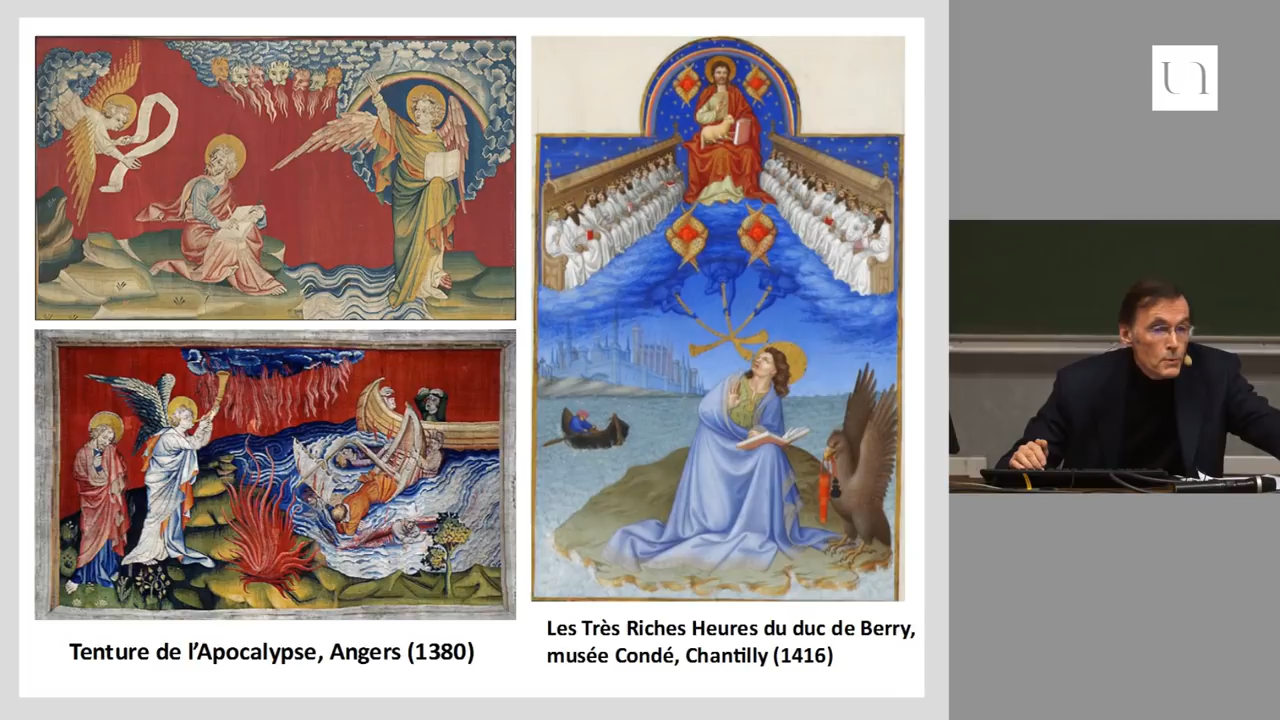 Tenture de l’Apocalypse, Angers (1380)
Les Très Riches Heures du duc de Berry,
musée Condé, Chantilly (1416)